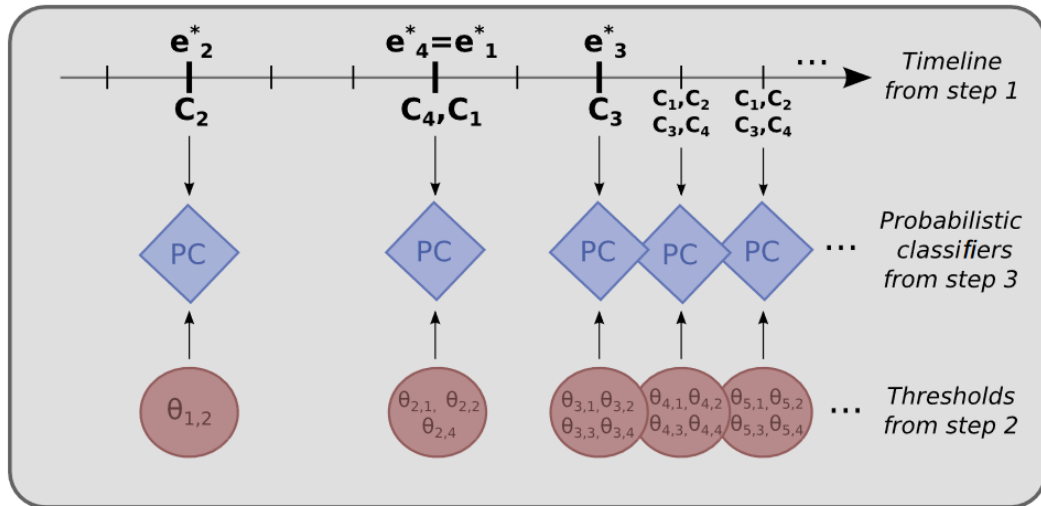 e*₂ e*₄=e*₁ e*₃ ...
Timeline
from step 1
C₂ C₄,C₁ C₃ C₁,C₂ C₁,C₂
C₃,C₄ C₃,C₄
PC PC PC PC PC ...
Probabilistic
classifiers
from step 3
θ₁,₂ θ₂,₁, θ₂,₂ θ₃,₁,θ₃,₂ θ₄,₁,θ₄,₂ θ₅,₁,θ₅,₂ ...
θ₂,₄ θ₃,₃,θ₃,₄ θ₄,₃,θ₄,₄ θ₅,₃,θ₅,₄
Thresholds
from step 2